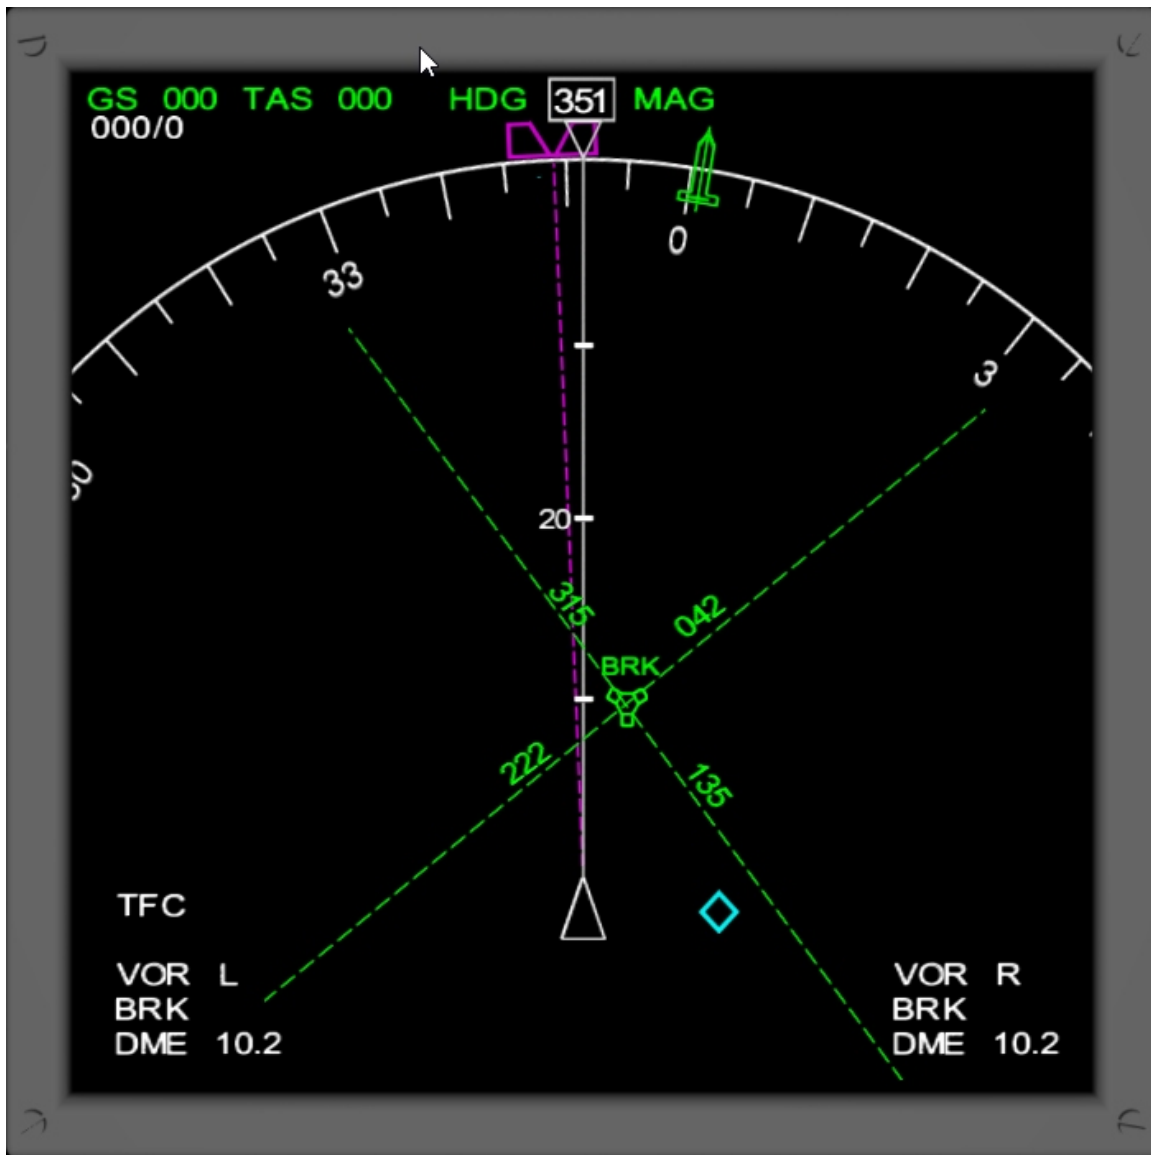 GS 000 TAS 000 HDG 351 MAG
000/0
0
33
3
20
315
042
BRK
222
135
TFC
VOR L
BRK
DME 10.2
VOR R
BRK
DME 10.2